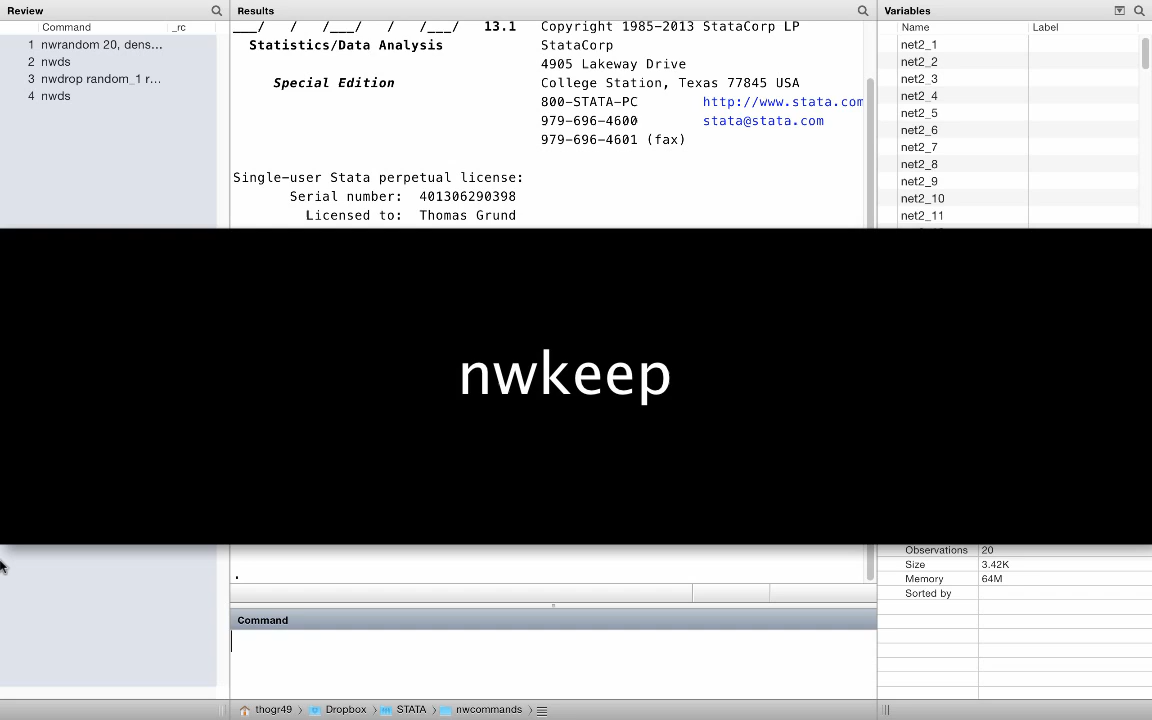 Review
Command _rc
1 nwrandom 20, dens...
2 nwds
3 nwdrop random_1 r...
4 nwds
Results
___/ / /___/ / /___/ 13.1 Copyright 1985-2013 StataCorp LP
Statistics/Data Analysis StataCorp
4905 Lakeway Drive
Special Edition College Station, Texas 77845 USA
800-STATA-PC http://www.stata.com
979-696-4600 stata@stata.com
979-696-4601 (fax)
Single-user Stata perpetual license:
Serial number: 401306290398
Licensed to: Thomas Grund
Variables
Name Label
net2_1
net2_2
net2_3
net2_4
net2_5
net2_6
net2_7
net2_8
net2_9
net2_10
net2_11
nwkeep
Observations 20
Size 3.42K
Memory 64M
Sorted by
.
Command
thogr49 Dropbox STATA nwcommands